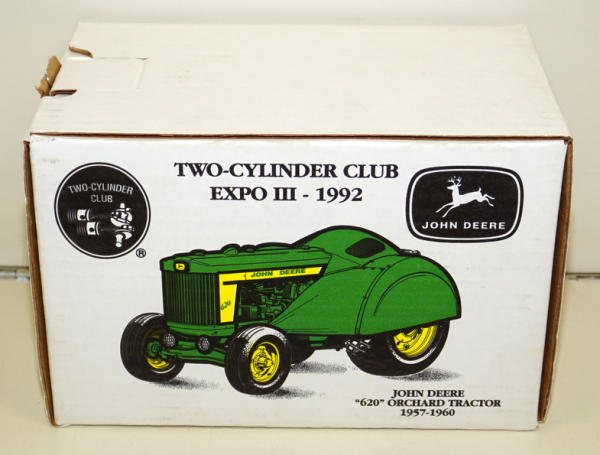 TWO-CYLINDER CLUB
EXPO III - 1992
TWO-CYLINDER
CLUB
®
JOHN DEERE
JOHN DEERE
620
JOHN DEERE
"620" ORCHARD TRACTOR
1957-1960